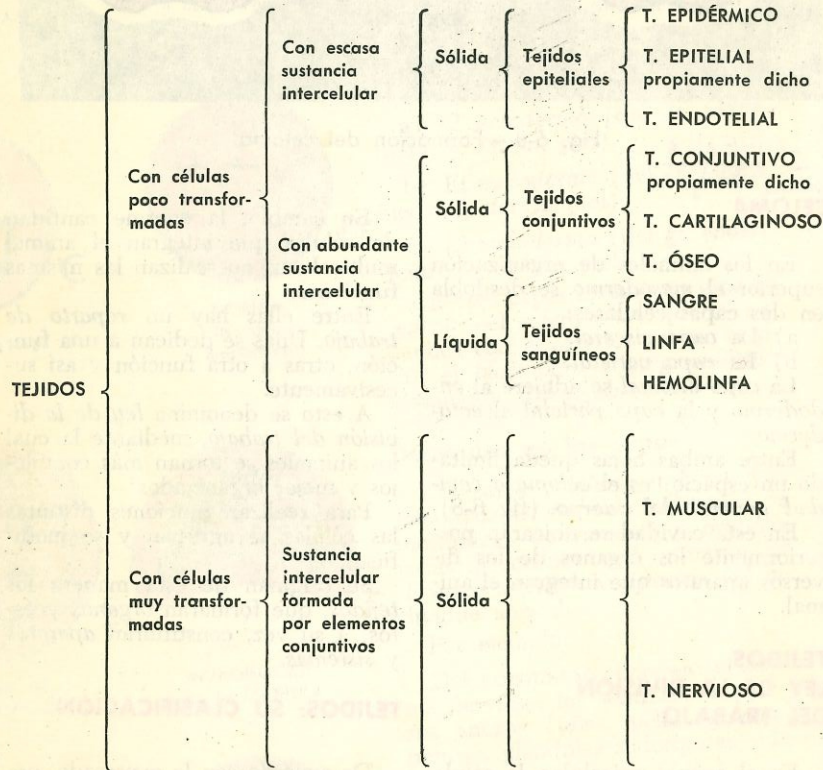 TEJIDOS
Con células
poco transfor-
madas
Con escasa
sustancia
intercelular
Sólida
Tejidos
epiteliales
T. EPIDÉRMICO
T. EPITELIAL
propiamente dicho
T. ENDOTELIAL
Con abundante
sustancia
intercelular
Sólida
Tejidos
conjuntivos
T. CONJUNTIVO
propiamente dicho
T. CARTILAGINOSO
T. ÓSEO
Líquida
Tejidos
sanguíneos
SANGRE
LINFA
HEMOLINFA
Con células
muy transfor-
madas
Sustancia
intercelular
formada
por elementos
conjuntivos
Sólida
T. MUSCULAR
T. NERVIOSO